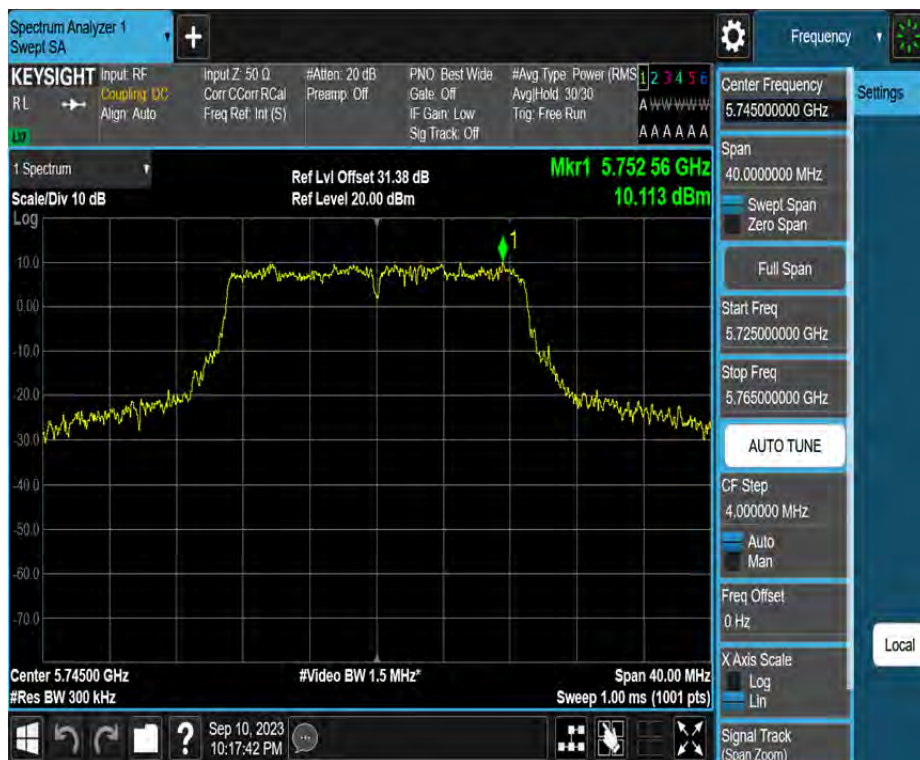 Spectrum Analyzer 1
Swept SA
+
Frequency
KEYSIGHT
RL
LXI
Input: RF
Coupling: DC
Align: Auto
Input Z: 50 Ω
Corr CCorr RCal
Freq Ref: Int (S)
#Atten: 20 dB
Preamp: Off
PNO: Best Wide
Gate: Off
IF Gain: Low
Sig Track: Off
#Avg Type: Power (RMS
Avg|Hold: 30/30
Trig: Free Run
1 2 3 4 5 6
A W W W W W
A A A A A A
Center Frequency
5.745000000 GHz
Settings
1 Spectrum
Scale/Div 10 dB
Log
Ref Lvl Offset 31.38 dB
Ref Level 20.00 dBm
Mkr1 5.752 56 GHz
10.113 dBm
Span
40.0000000 MHz
Swept Span
Zero Span
Full Span
Start Freq
5.725000000 GHz
Stop Freq
5.765000000 GHz
AUTO TUNE
CF Step
4.000000 MHz
Auto
Man
Freq Offset
0 Hz
X Axis Scale
Log
Lin
Signal Track
(Span Zoom)
Local
1
10.0
0.00
-10.0
-20.0
-30.0
-40.0
-50.0
-60.0
-70.0
Center 5.74500 GHz
#Res BW 300 kHz
#Video BW 1.5 MHz*
Span 40.00 MHz
Sweep 1.00 ms (1001 pts)
?
Sep 10, 2023
10:17:42 PM